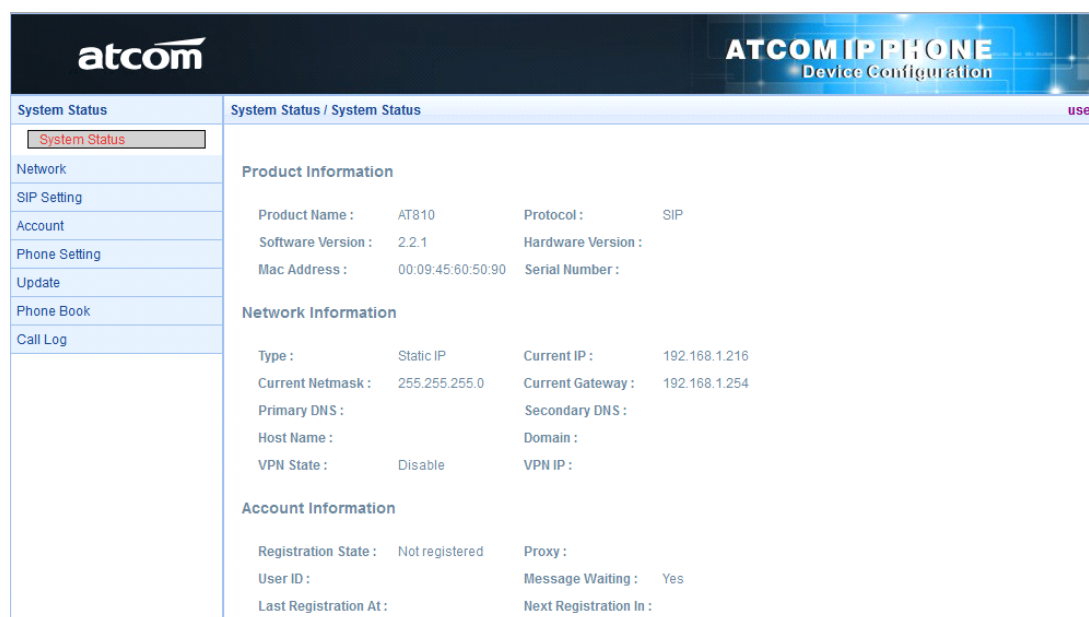 atcom
ATCOM IP PHONE
Device Configuration
System Status
System Status / System Status
use
System Status
Network
SIP Setting
Account
Phone Setting
Update
Phone Book
Call Log
Product Information
Product Name : AT810 Protocol : SIP
Software Version : 2.2.1 Hardware Version :
Mac Address : 00:09:45:60:50:90 Serial Number :
Network Information
Type : Static IP Current IP : 192.168.1.216
Current Netmask : 255.255.255.0 Current Gateway : 192.168.1.254
Primary DNS : Secondary DNS :
Host Name : Domain :
VPN State : Disable VPN IP :
Account Information
Registration State : Not registered Proxy :
User ID : Message Waiting : Yes
Last Registration At : Next Registration In :